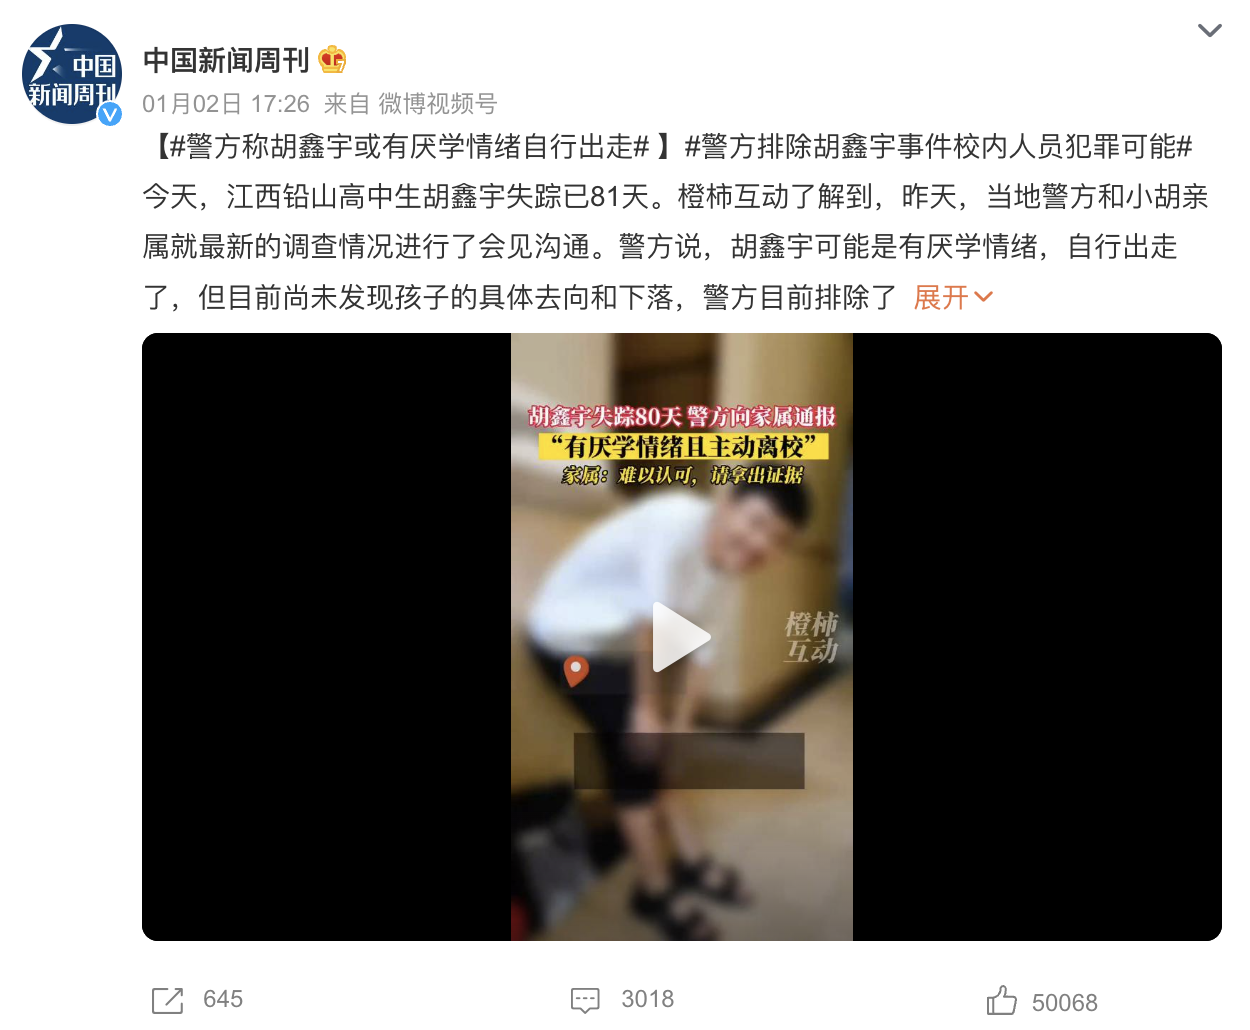 中国
新闻周刊
中国新闻周刊
01月02日 17:26 来自 微博视频号
【#警方称胡鑫宇或有厌学情绪自行出走# 】#警方排除胡鑫宇事件校内人员犯罪可能#
今天，江西铅山高中生胡鑫宇失踪已81天。橙柿互动了解到，昨天，当地警方和小胡亲
属就最新的调查情况进行了会见沟通。警方说，胡鑫宇可能是有厌学情绪，自行出走
了，但目前尚未发现孩子的具体去向和下落，警方目前排除了 展开
胡鑫宇失踪80天 警方向家属通报
“有厌学情绪且主动离校”
家属：难以认可，请拿出证据
橙柿
互动
645
3018
50068